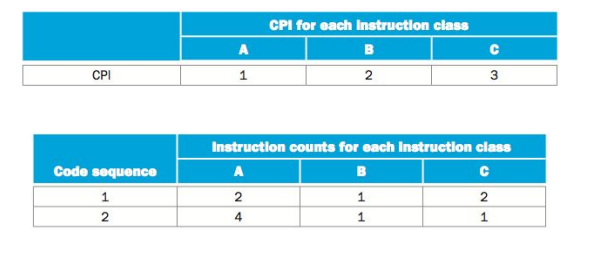 CPI for each instruction class
A B C
CPI 1 2 3
Instruction counts for each instruction class
Code sequence A B C
1 2 1 2
2 4 1 1